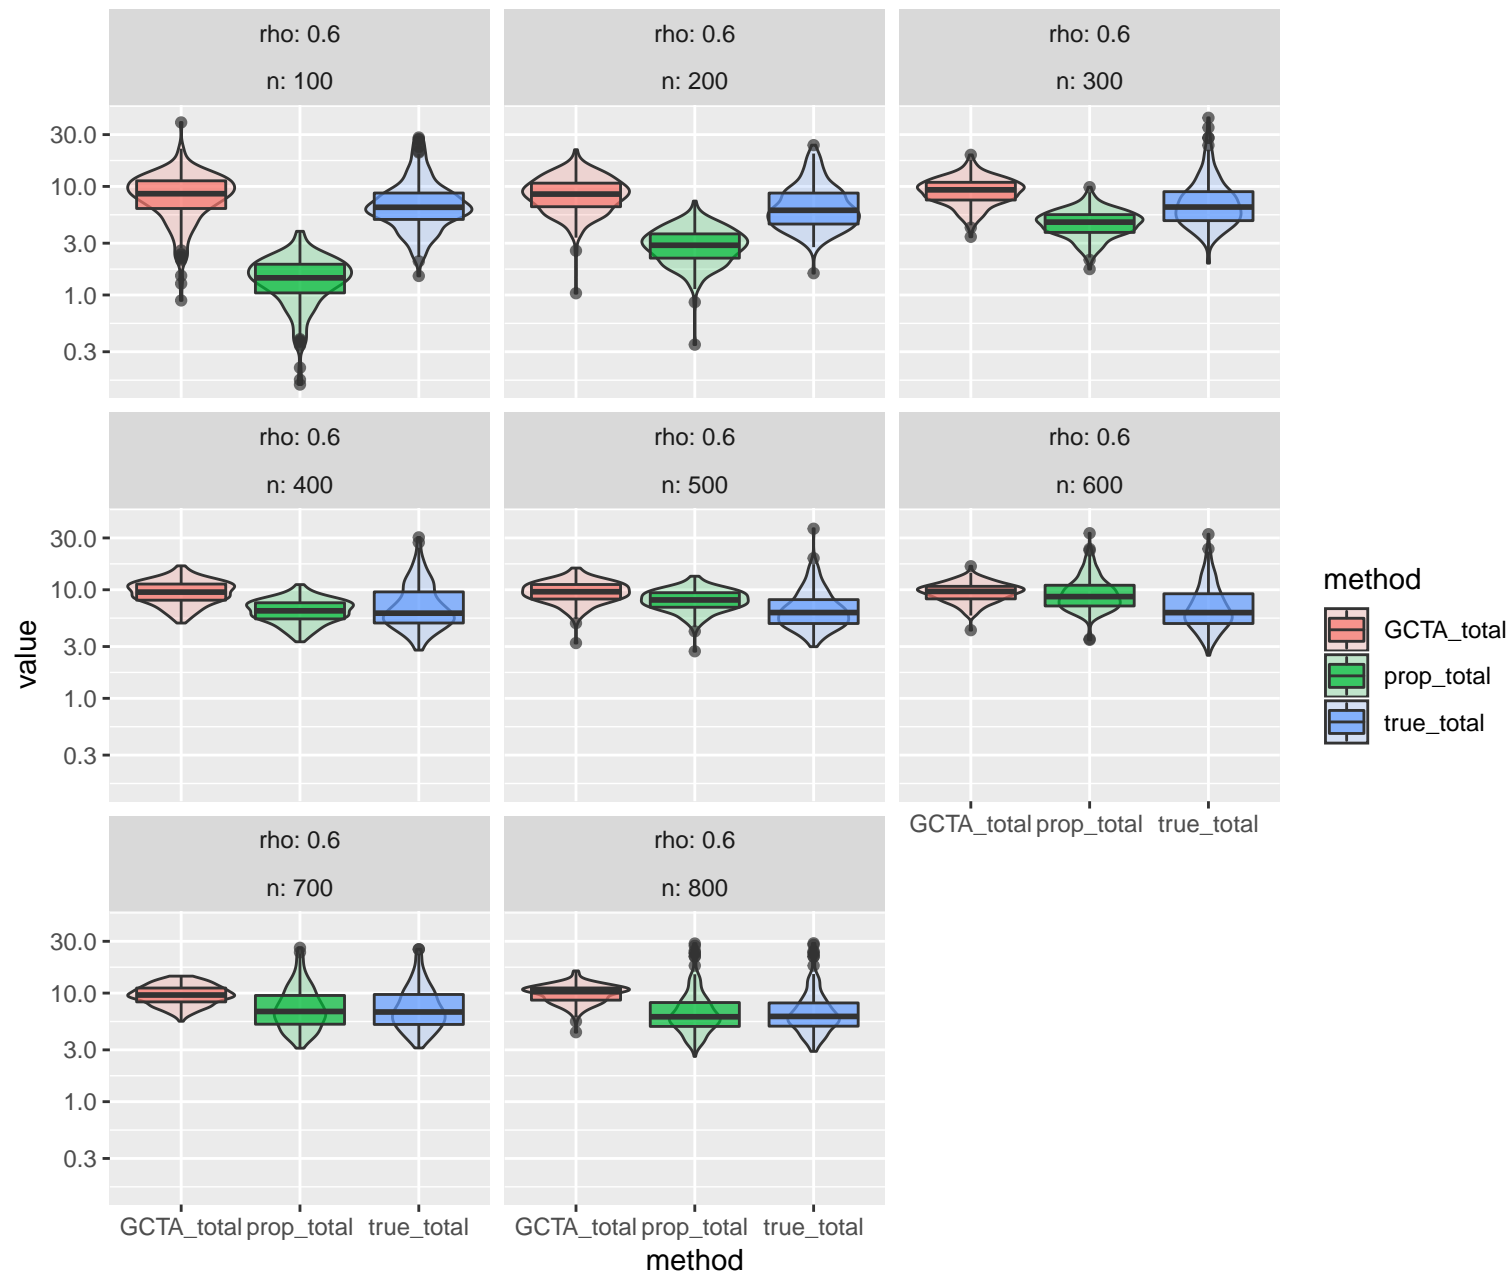 rho: 0.6
rho: 0.6
rho: 0.6
n: 100
n: 200
n: 300
30.0
10.0
3.0
1.0
0.3
rho: 0.6
rho: 0.6
rho: 0.6
n: 400
n: 500
n: 600
30.0
10.0
3.0
1.0
0.3
GCTA_total prop_total true_total
rho: 0.6
rho: 0.6
n: 700
n: 800
30.0
10.0
3.0
1.0
0.3
GCTA_total prop_total true_total
GCTA_total prop_total true_total
method
value
method
GCTA_total
prop_total
true_total